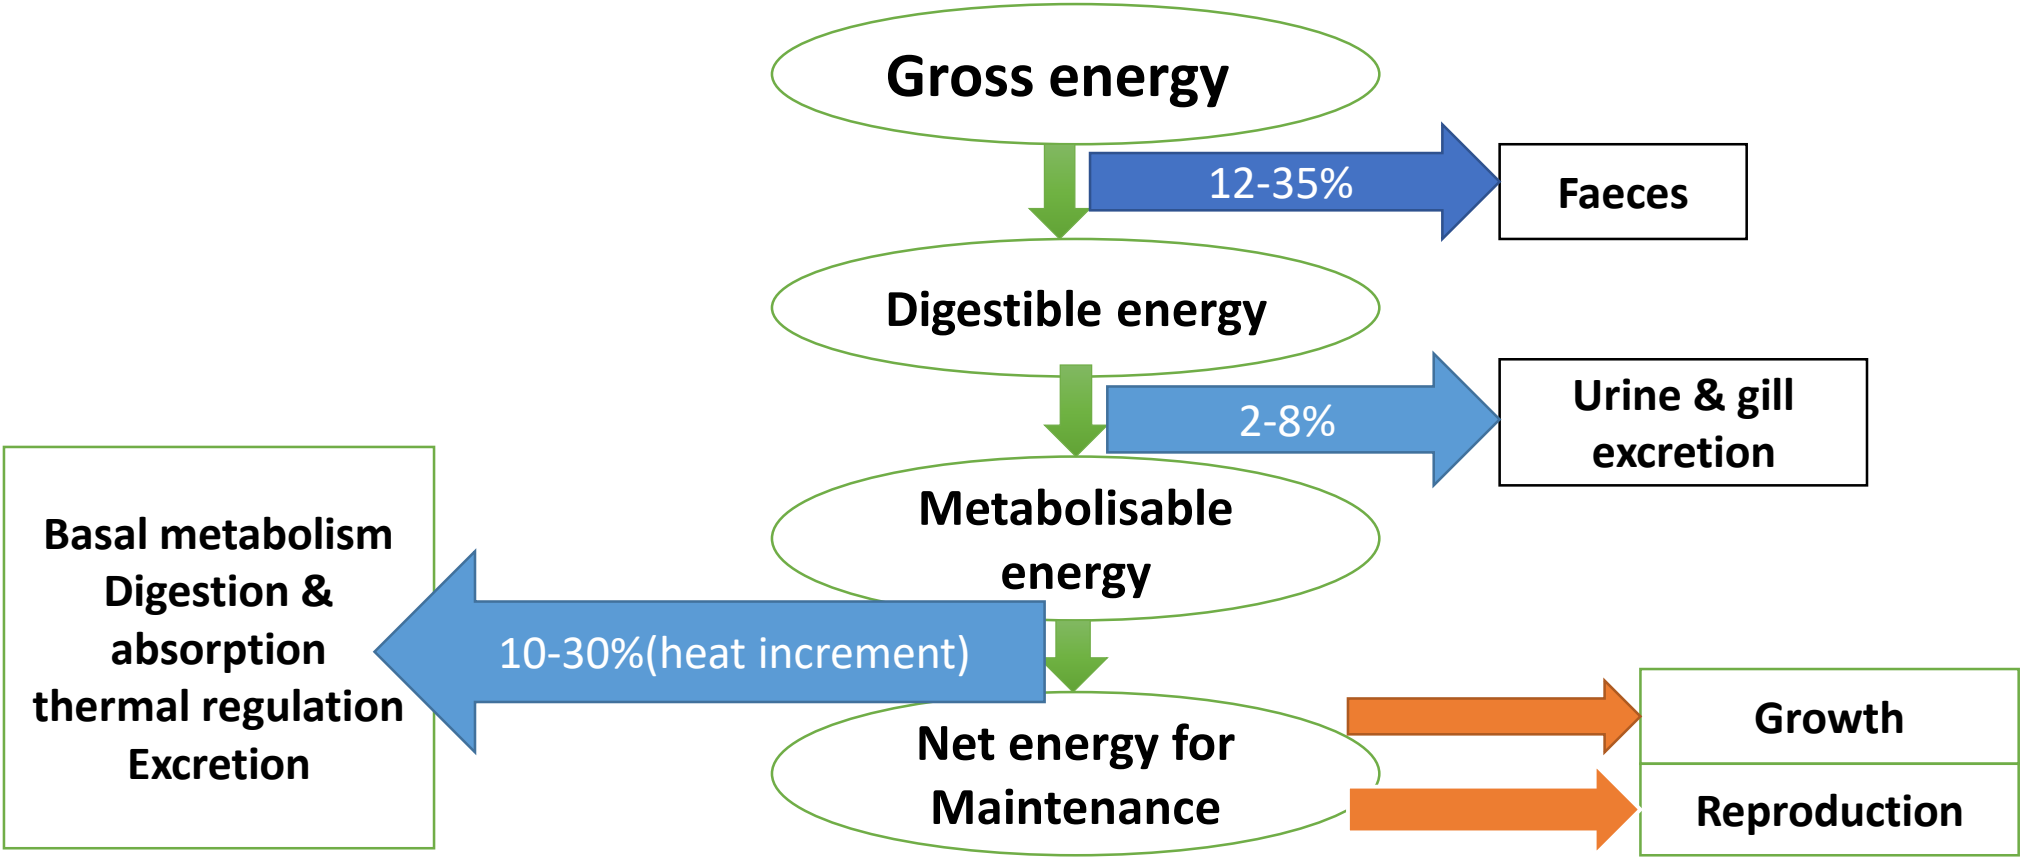 Gross energy
12-35%
Faeces
Digestible energy
2-8%
Urine & gill
excretion
Metabolisable
energy
Basal metabolism
Digestion &
absorption
thermal regulation
Excretion
10-30%(heat increment)
Net energy for
Maintenance
Growth
Reproduction